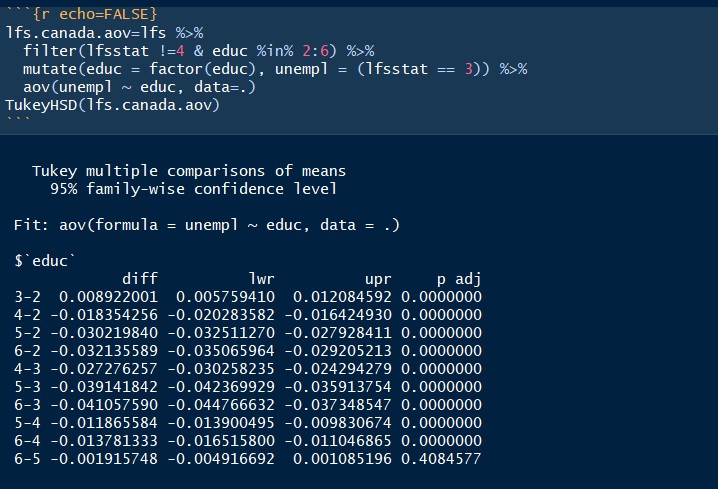 ```{r echo=FALSE}
lfs.canada.aov=lfs %>%
  filter(lfsstat !=4 & educ %in% 2:6) %>%
  mutate(educ = factor(educ), unempl = (lfsstat == 3)) %>%
  aov(unempl ~ educ, data=.)
TukeyHSD(lfs.canada.aov)
```
Tukey multiple comparisons of means
95% family-wise confidence level
Fit: aov(formula = unempl ~ educ, data = .)
$`educ`
diff lwr upr p adj
3-2 0.008922001 0.005759410 0.012084592 0.0000000
4-2 -0.018354256 -0.020283582 -0.016424930 0.0000000
5-2 -0.030219840 -0.032511270 -0.027928411 0.0000000
6-2 -0.032135589 -0.035065964 -0.029205213 0.0000000
4-3 -0.027276257 -0.030258235 -0.024294279 0.0000000
5-3 -0.039141842 -0.042369929 -0.035913754 0.0000000
6-3 -0.041057590 -0.044766632 -0.037348547 0.0000000
5-4 -0.011865584 -0.013900495 -0.009830674 0.0000000
6-4 -0.013781333 -0.016515800 -0.011046865 0.0000000
6-5 -0.001915748 -0.004916692 0.001085196 0.4084577